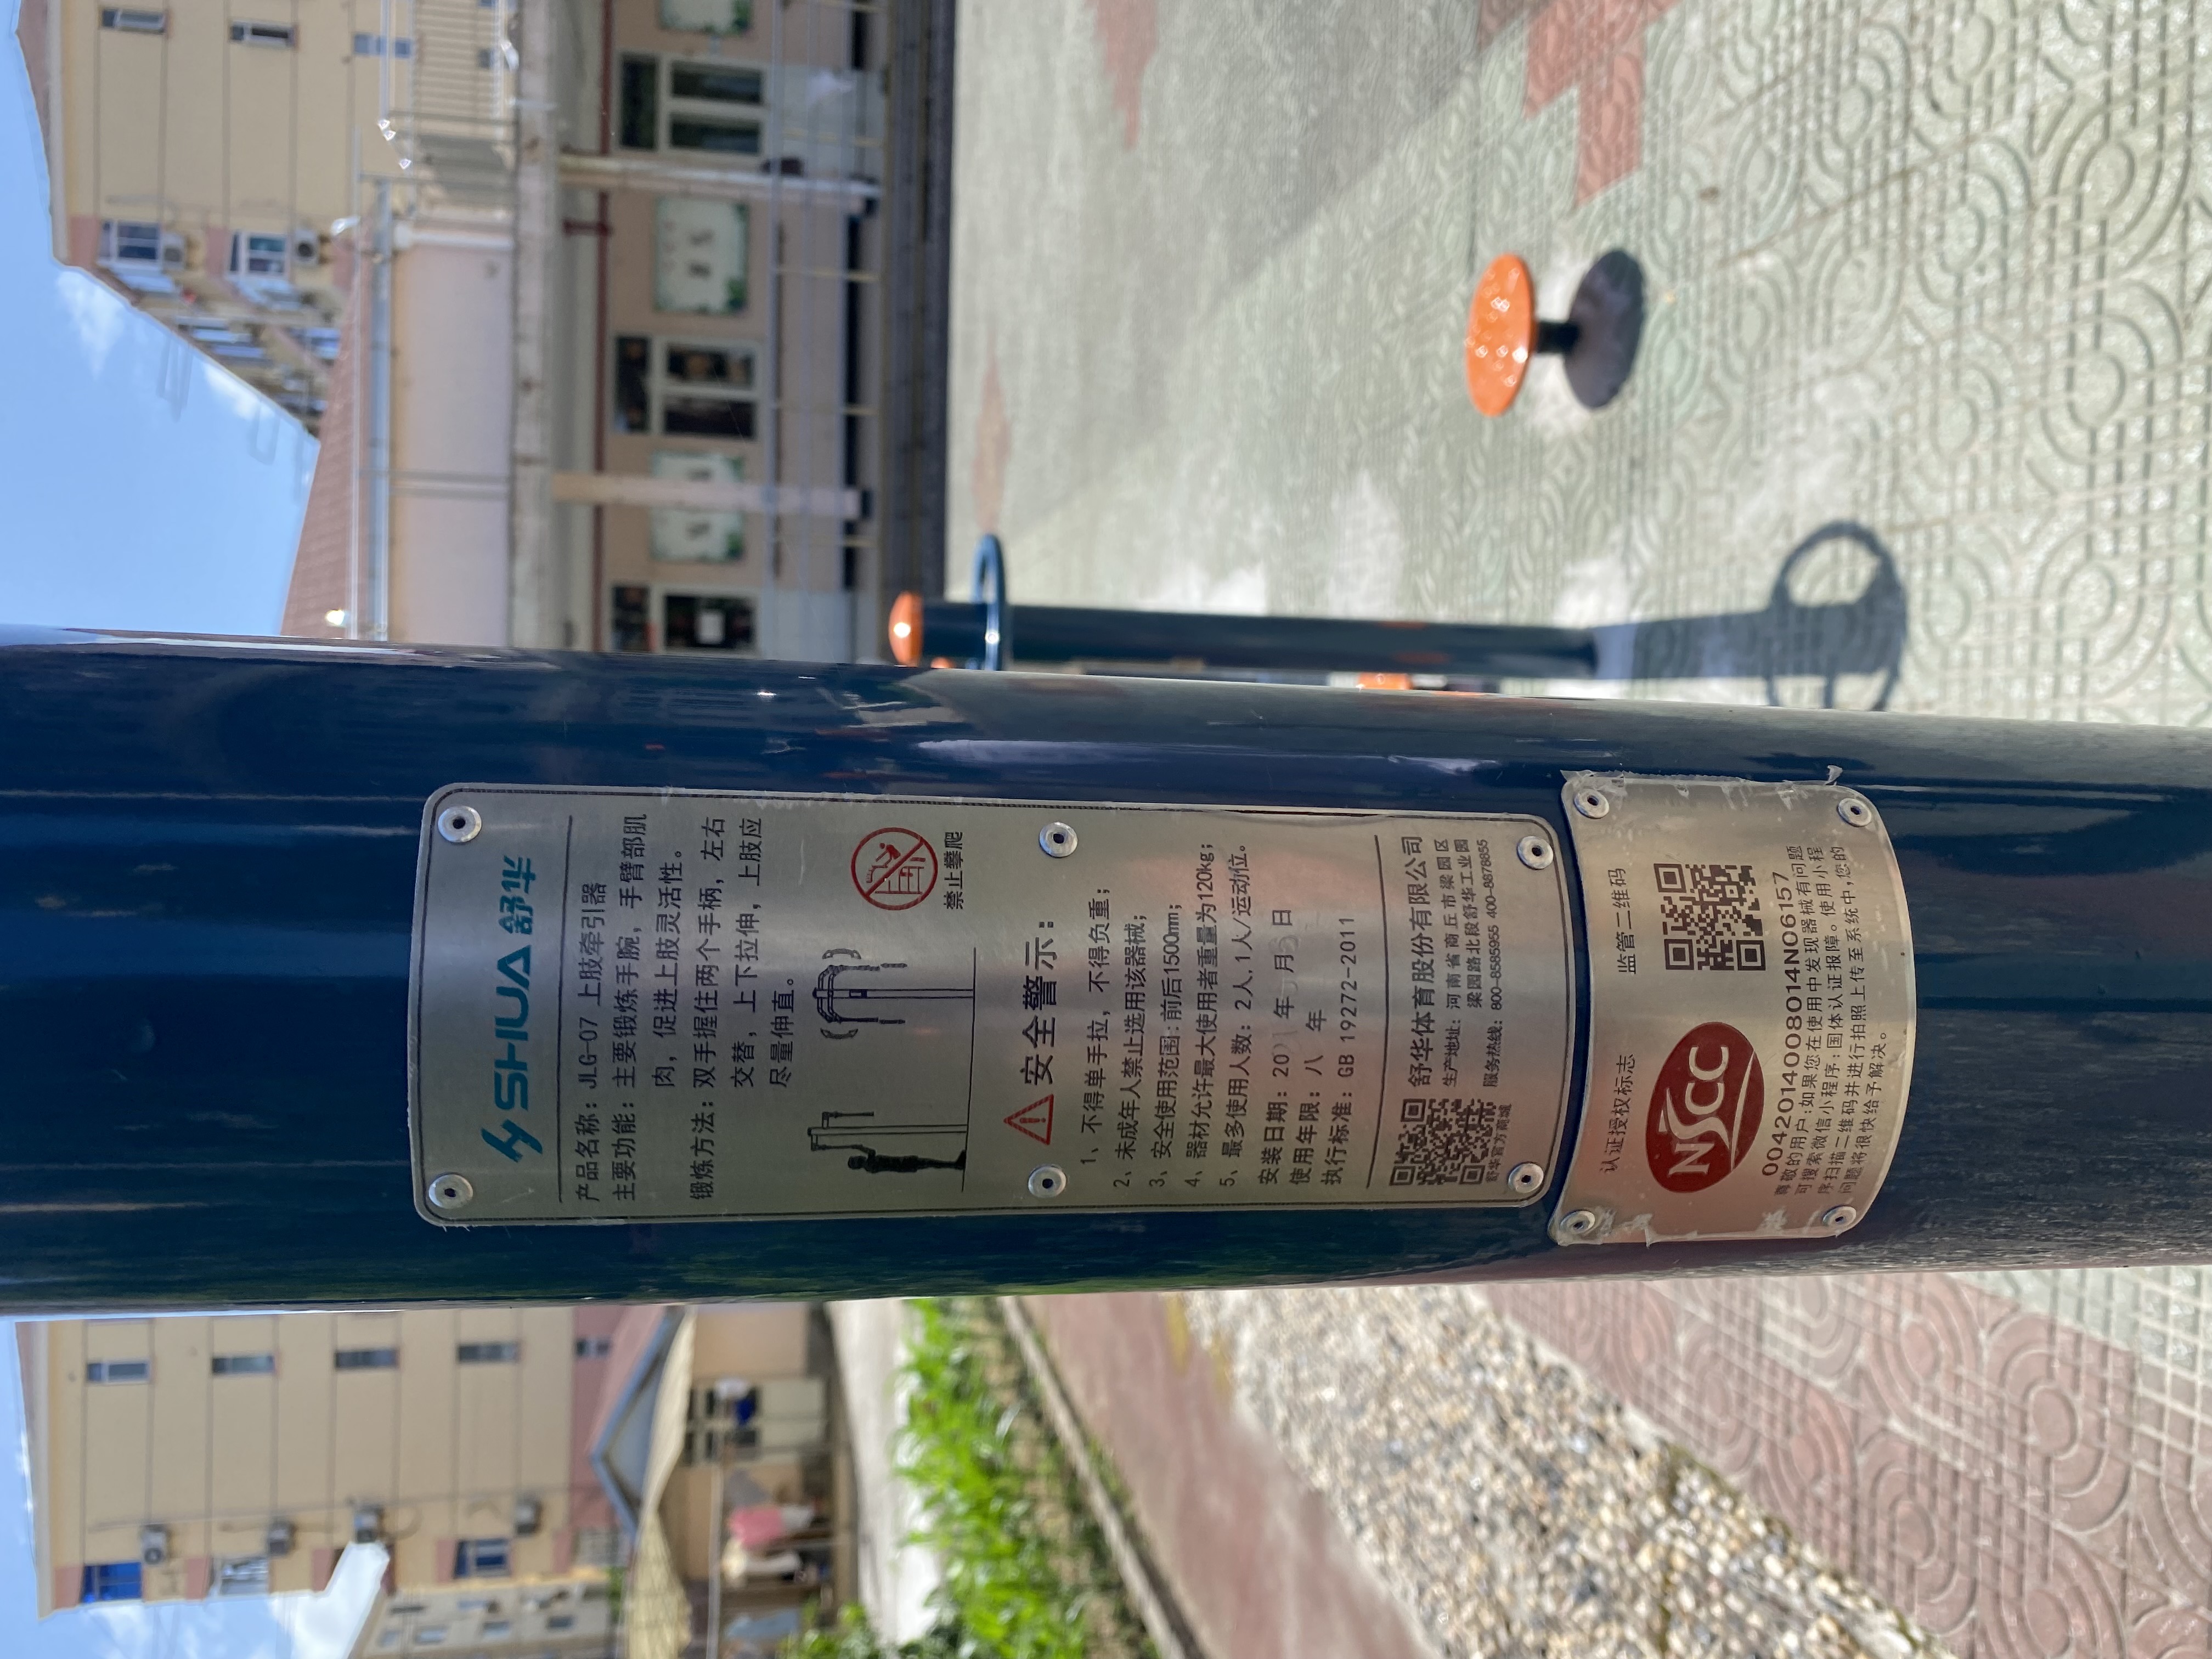 SHUA 舒华
产品名称：JLG-07 上肢牵引器
主要功能：主要锻炼手腕，手臂部肌
肉，促进上肢灵活性。
锻炼方法：双手握住两个手柄，左右
交替，上下拉伸，上肢应
尽量伸直。
禁止攀爬
安全警示：
1、不得单手拉，不得负重；
2、未成年人禁止选用该器械；
3、安全使用范围：前后1500mm；
4、器材允许最大使用者重量为120kg；
5、最多使用人数：2人，1人/运动位。
安装日期：202 年 月 日
使用年限：八 年
执行标准：GB 19272-2011
舒华体育股份有限公司
生产地址：河南省商丘市梁园区
梁园路北段舒华工业园
服务热线：800-8585955 400-8878855
舒华官方商城
认证授权标志 监管二维码
NSCC
0042014008014N06157
尊敬的用户：如果您在使用中发现器械有问题
可搜索微信小程序：国体认证报障。使用小程
序扫描二维码并进行拍照上传至系统中，您的
问题将很快给予解决。